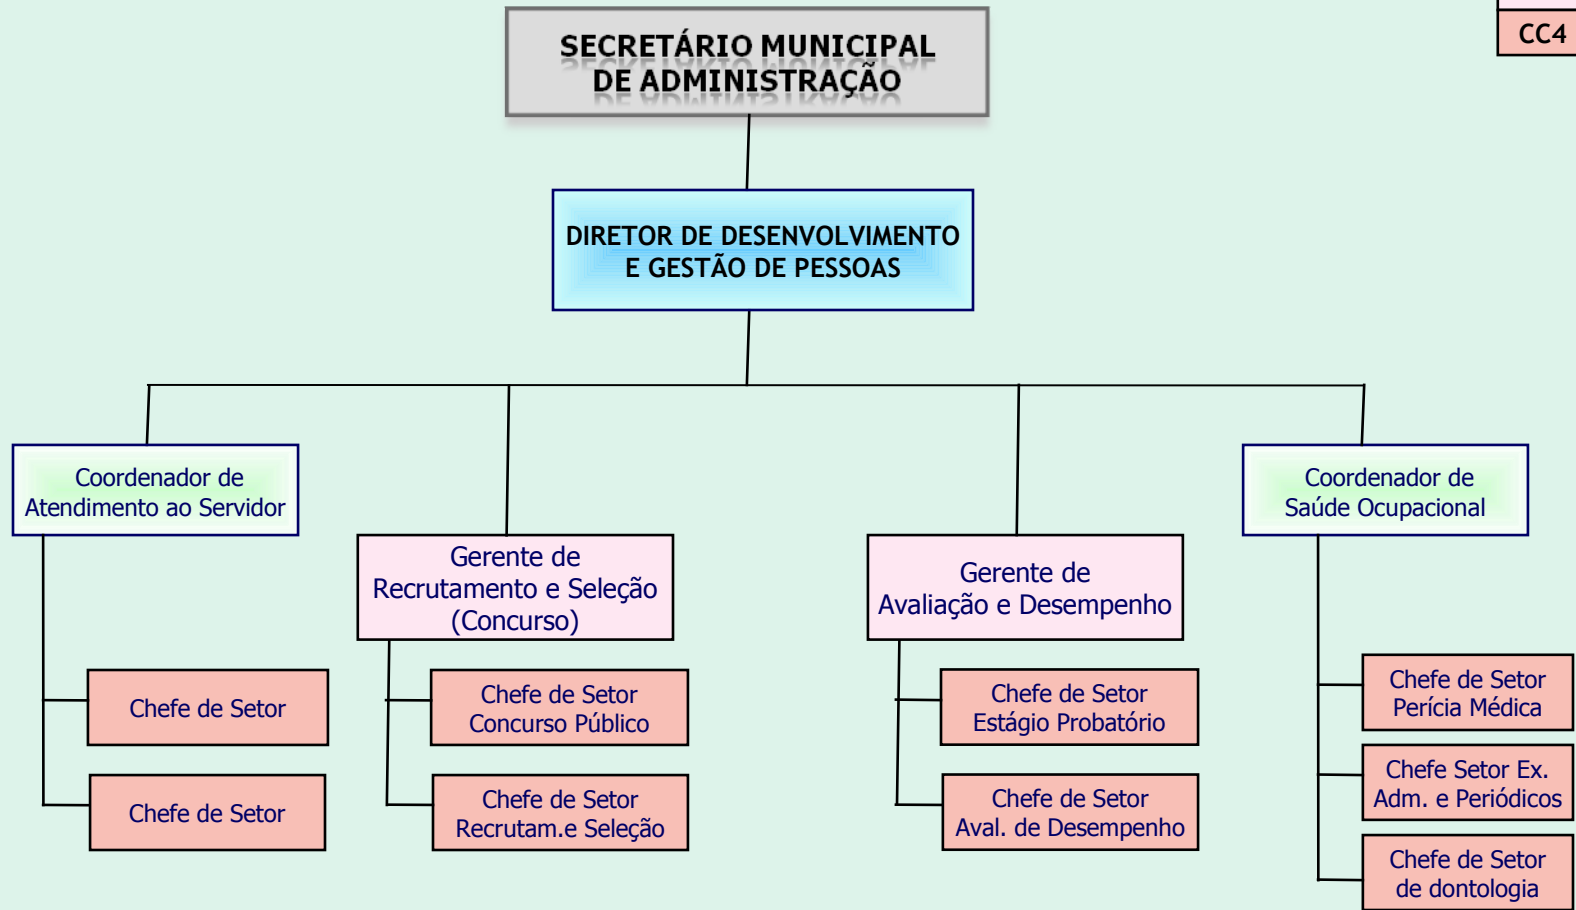 CC4
SECRETÁRIO MUNICIPAL
DE ADMINISTRAÇÃO
DIRETOR DE DESENVOLVIMENTO
E GESTÃO DE PESSOAS
Coordenador de
Atendimento ao Servidor
Chefe de Setor
Chefe de Setor
Gerente de
Recrutamento e Seleção
(Concurso)
Chefe de Setor
Concurso Público
Chefe de Setor
Recrutam.e Seleção
Gerente de
Avaliação e Desempenho
Chefe de Setor
Estágio Probatório
Chefe de Setor
Aval. de Desempenho
Coordenador de
Saúde Ocupacional
Chefe de Setor
Perícia Médica
Chefe Setor Ex.
Adm. e Periódicos
Chefe de Setor
de dontologia